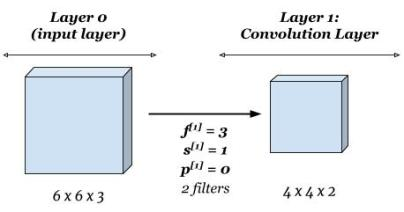 Layer 0
(input layer)
Layer 1:
Convolution Layer
f[1] = 3
s[1] = 1
p[1] = 0
2 filters
6 x 6 x 3
4 x 4 x 2